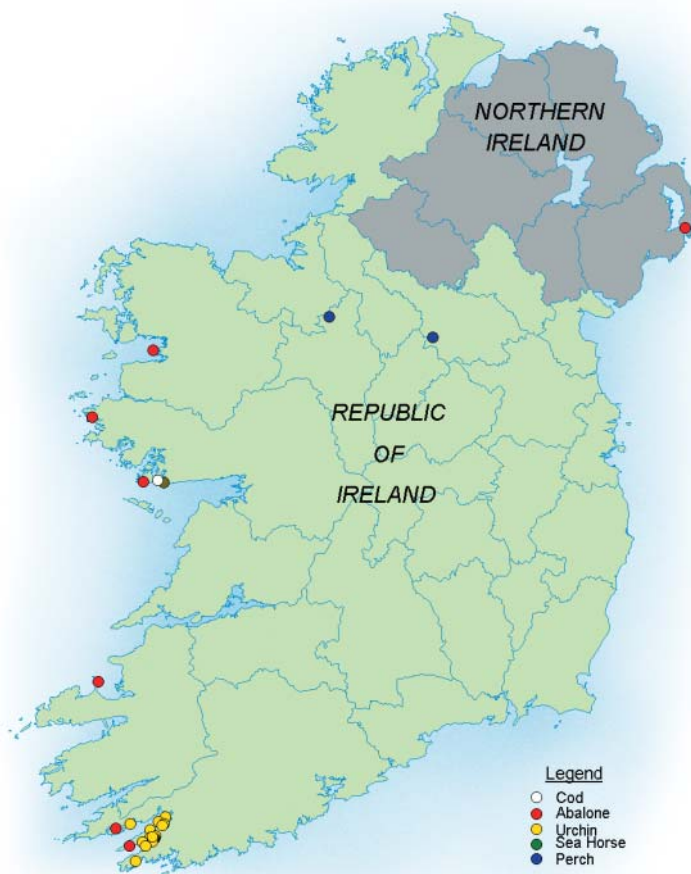 NORTHERN
IRELAND
REPUBLIC
OF
IRELAND
Legend
Cod
Abalone
Urchin
Sea Horse
Perch